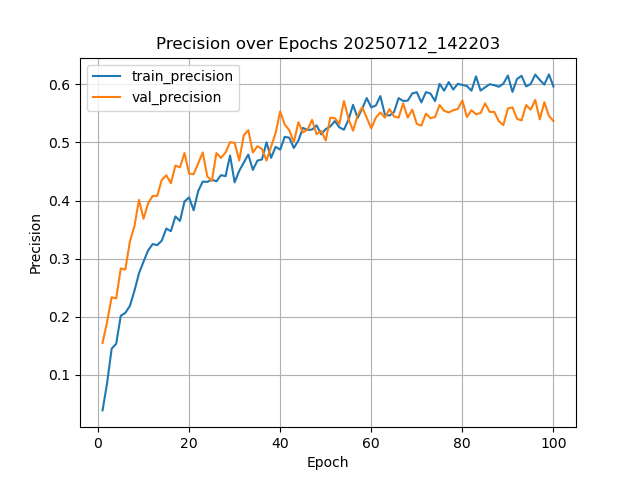 Precision over Epochs 20250712_142203
train_precision
val_precision
0.6
0.5
0.4
0.3
0.2
0.1
Precision
0 20 40 60 80 100
Epoch